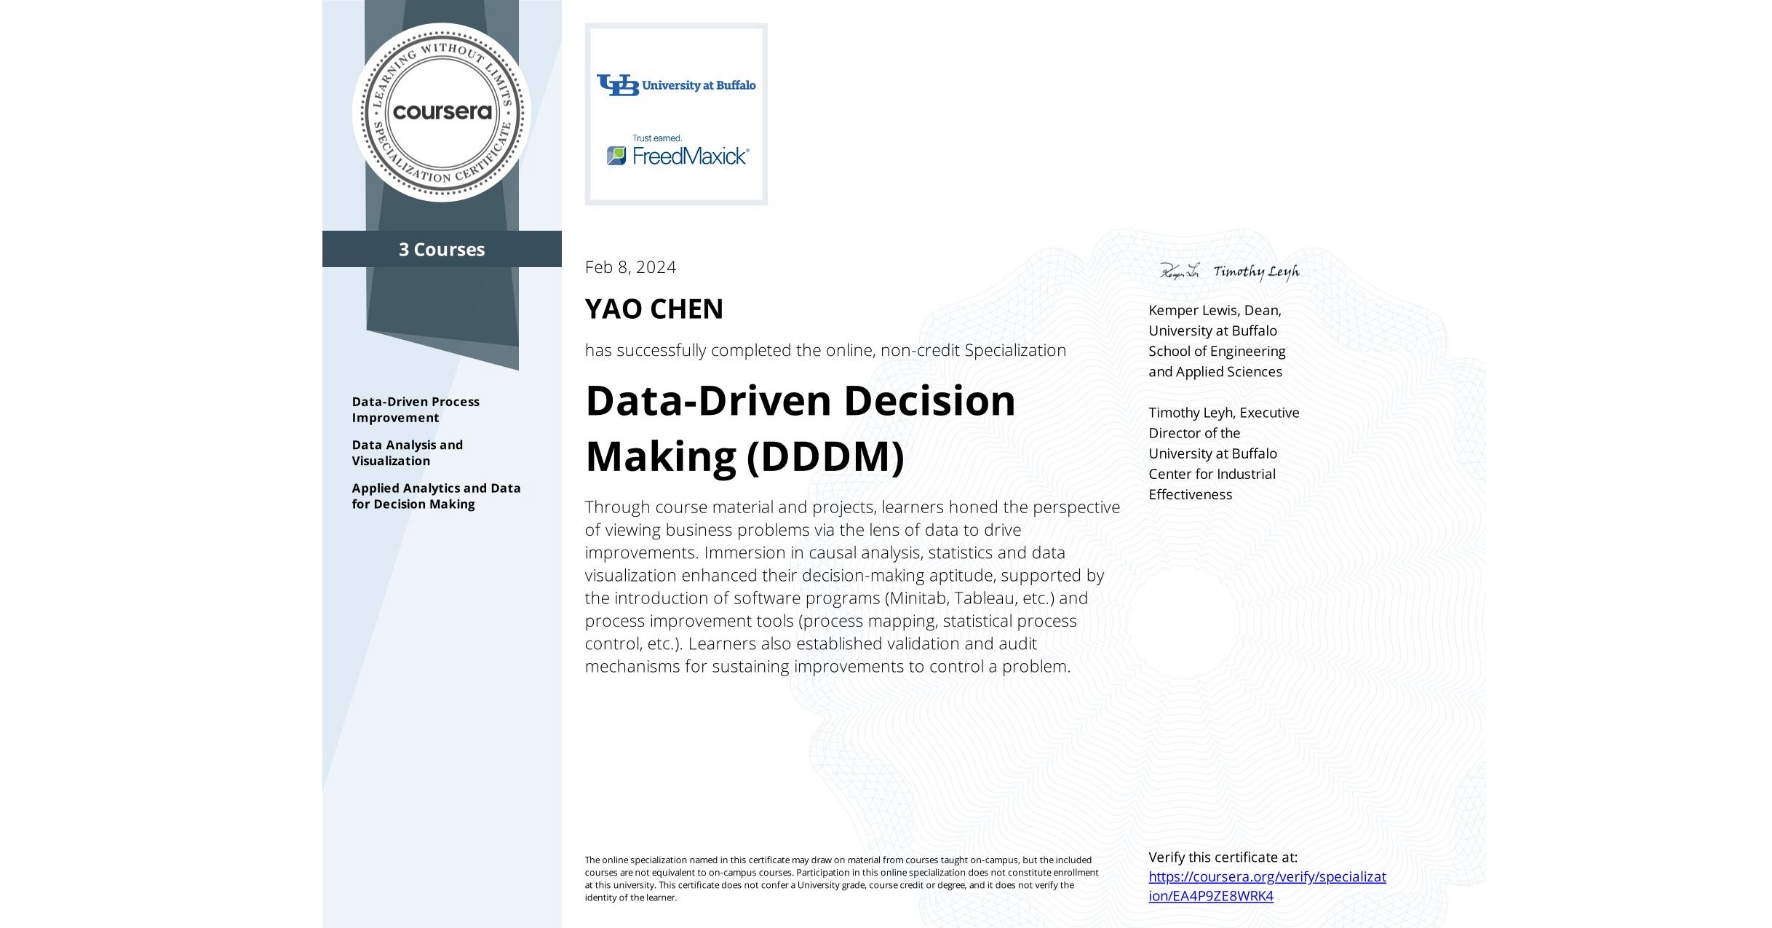 LEARNING WITHOUT LIMITS
coursera
SPECIALIZATION CERTIFICATE
3 Courses
Data-Driven Process
Improvement
Data Analysis and
Visualization
Applied Analytics and Data
for Decision Making
UB University at Buffalo
Trust earned.
FreedMaxick®
Feb 8, 2024
YAO CHEN
has successfully completed the online, non-credit Specialization
Data-Driven Decision
Making (DDDM)
Through course material and projects, learners honed the perspective
of viewing business problems via the lens of data to drive
improvements. Immersion in causal analysis, statistics and data
visualization enhanced their decision-making aptitude, supported by
the introduction of software programs (Minitab, Tableau, etc.) and
process improvement tools (process mapping, statistical process
control, etc.). Learners also established validation and audit
mechanisms for sustaining improvements to control a problem.
Timothy Leyh
Kemper Lewis, Dean,
University at Buffalo
School of Engineering
and Applied Sciences
Timothy Leyh, Executive
Director of the
University at Buffalo
Center for Industrial
Effectiveness
The online specialization named in this certificate may draw on material from courses taught on-campus, but the included
courses are not equivalent to on-campus courses. Participation in this online specialization does not constitute enrollment
at this university. This certificate does not confer a University grade, course credit or degree, and it does not verify the
identity of the learner.
Verify this certificate at:
https://coursera.org/verify/specializat
ion/EA4P9ZE8WRK4